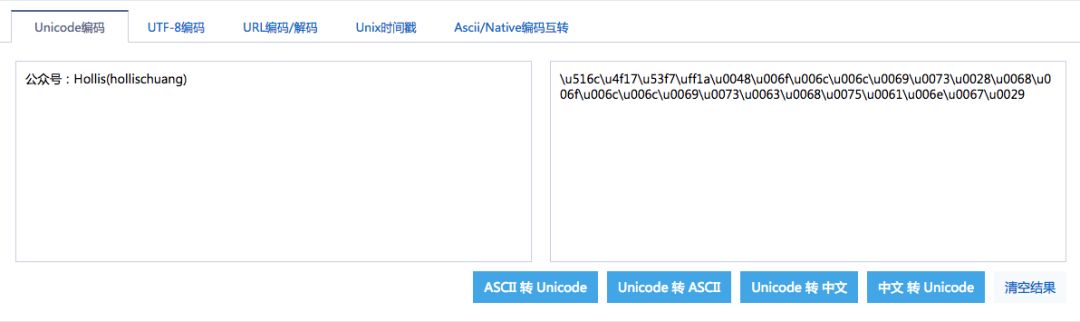 Unicode编码 UTF-8编码 URL编码/解码 Unix时间戳 Ascii/Native编码互转
公众号：Hollis(hollischuang)
\u516c\u4f17\u53f7\uff1a\u0048\u006f\u006c\u006c\u0069\u0073\u0028\u0068\u0
06f\u006c\u006c\u0069\u0073\u0063\u0068\u0075\u0061\u006e\u0067\u0029
ASCII 转 Unicode Unicode 转 ASCII Unicode 转 中文 中文 转 Unicode 清空结果